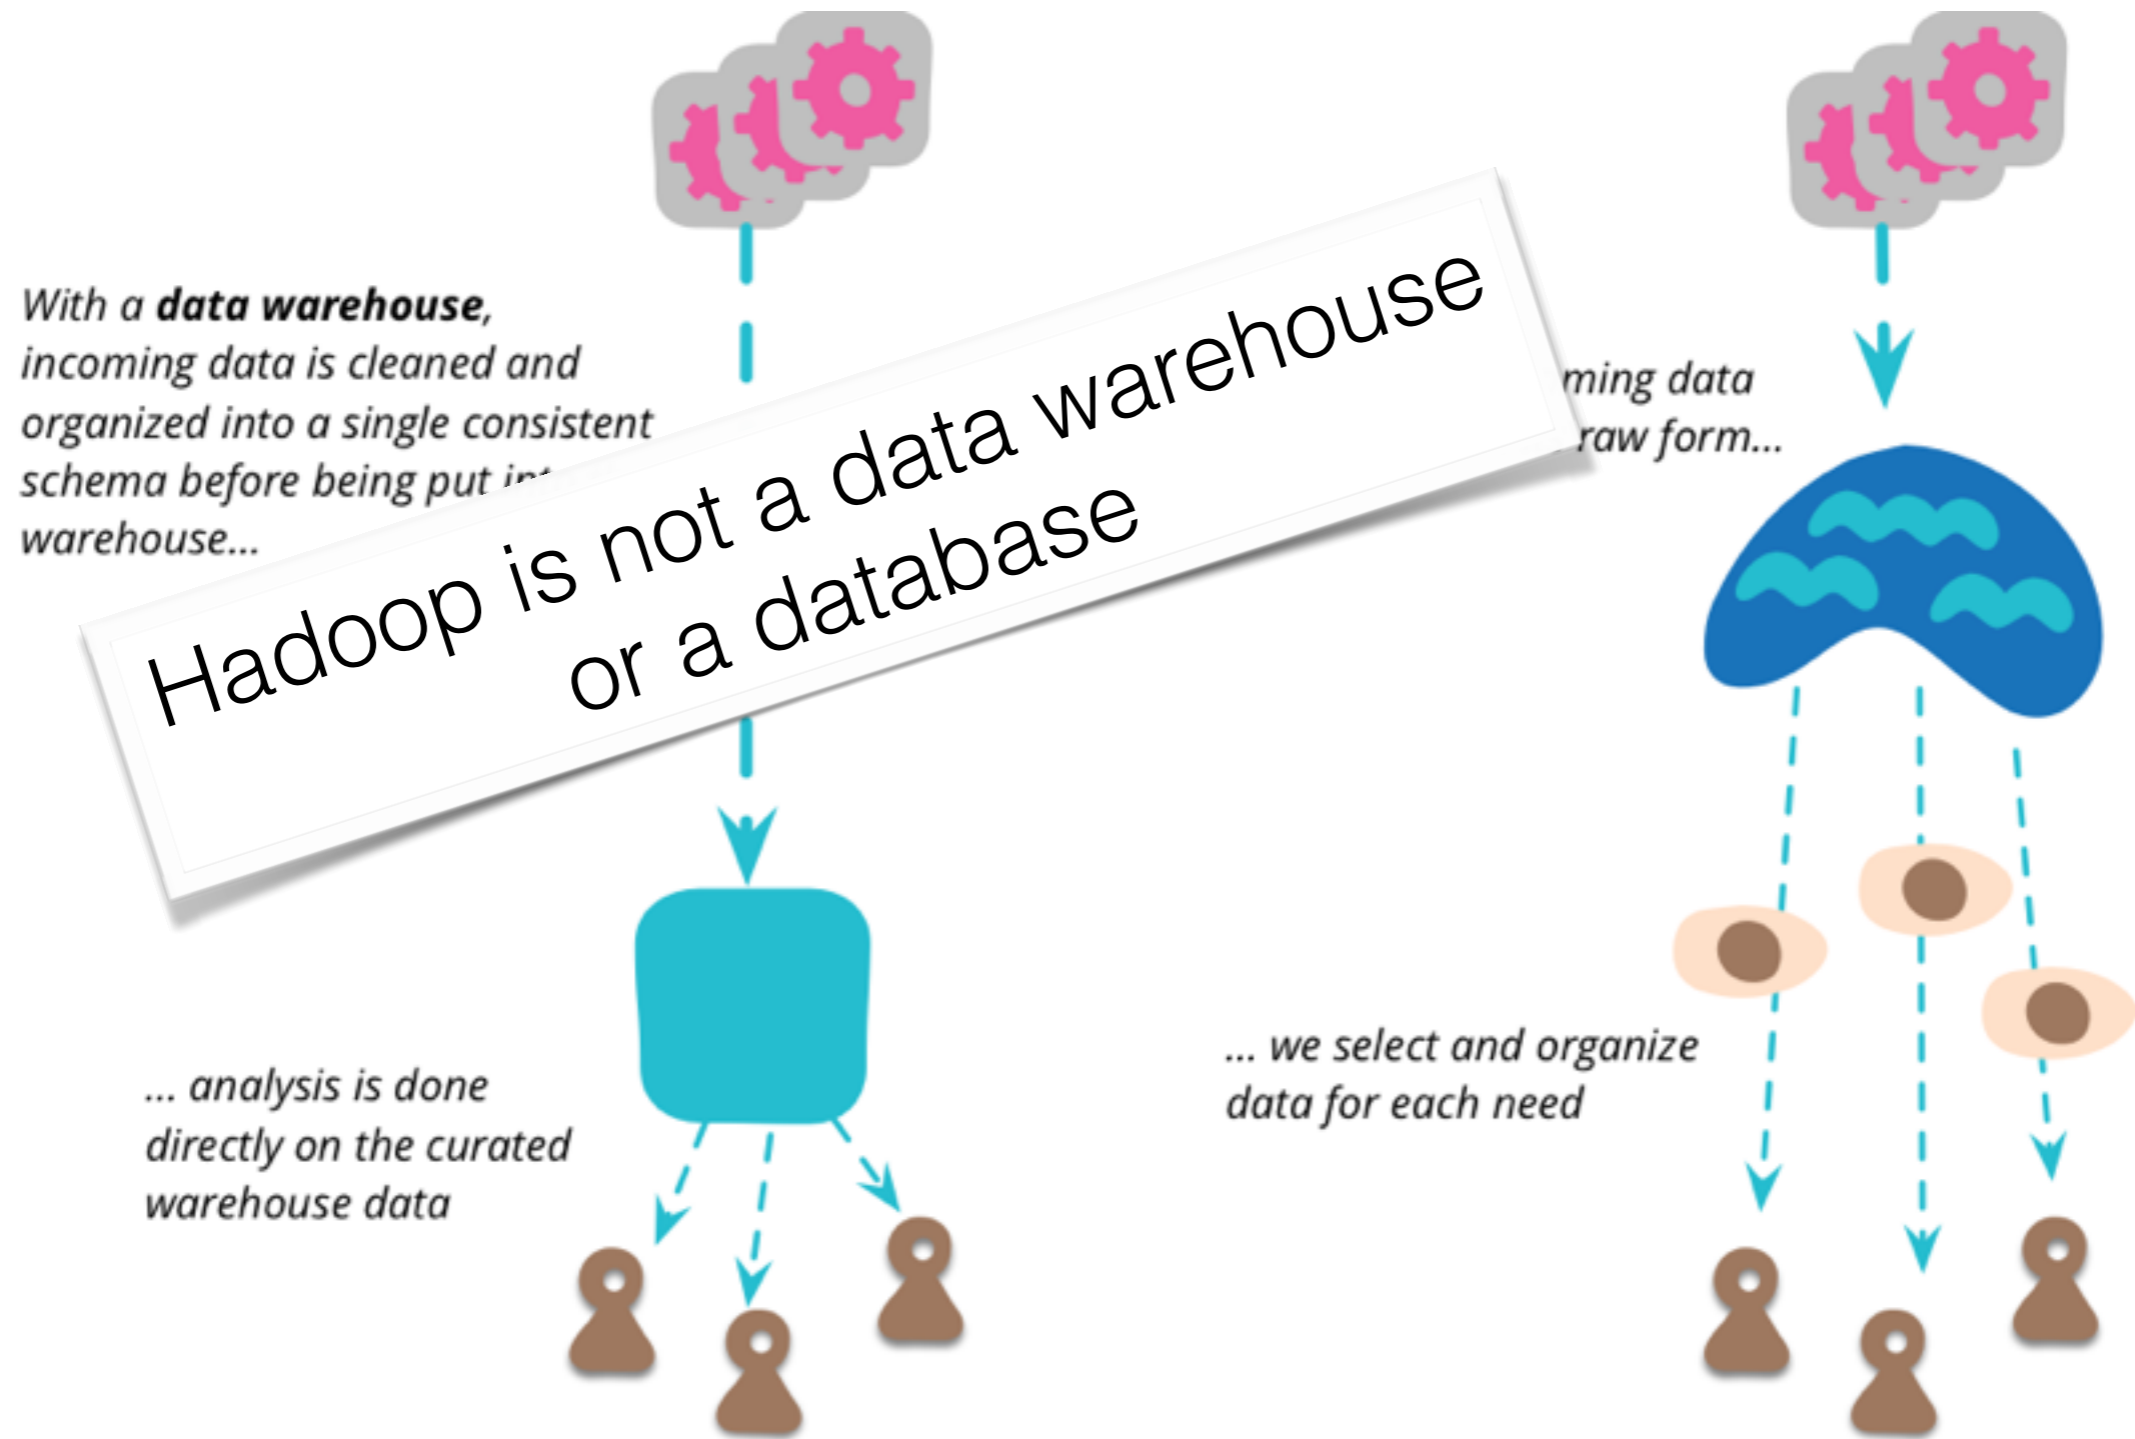 With a data warehouse,
incoming data is cleaned and
organized into a single consistent
schema before being put
warehouse...
Hadoop is not a data warehouse
or a database
data
raw form...
... analysis is done
directly on the curated
warehouse data
... we select and organize
data for each need